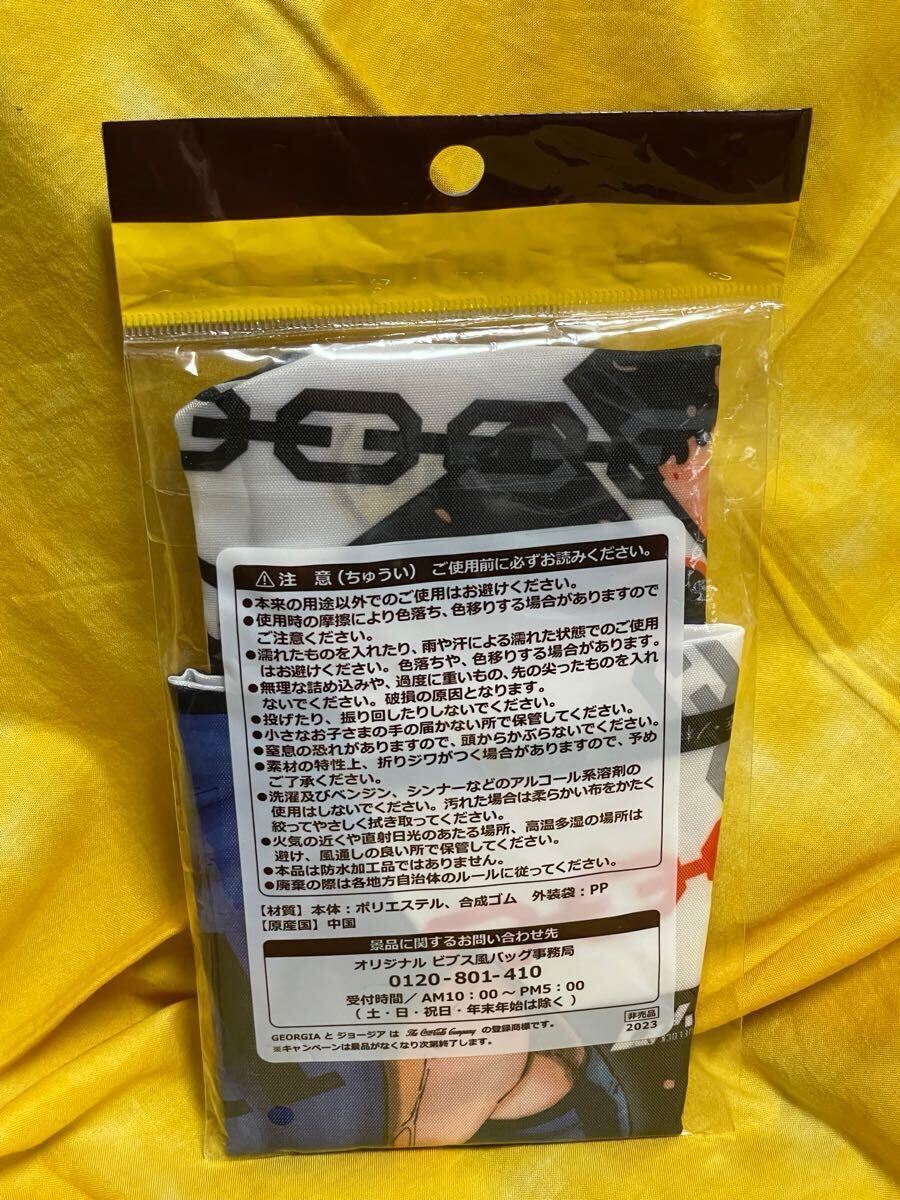 ⚠注 意(ちゅうい) ご使用前に必ずお読みください。
●本来の用途以外でのご使用はお避けください。
●使用時の摩擦により色落ち、色移りする場合がありますので
ご注意ください。
●濡れたものを入れたり、雨や汗による濡れた状態でのご使用
はお避けください。色落ちや、色移りする場合があります。
●無理な詰め込みや、過度に重いもの、先の尖ったものを入れ
ないでください。破損の原因となります。
●投げたり、振り回したりしないでください。
●小さなお子さまの手の届かない所で保管してください。
●窒息の恐れがありますので、頭からかぶらないでください。
●素材の特性上、折りジワがつく場合がありますので、予め
ご了承ください。
●洗濯及びベンジン、シンナーなどのアルコール系溶剤の
使用はしないでください。汚れた場合は柔らかい布をかたく
絞ってやさしく拭き取ってください。
●火気の近くや直射日光のあたる場所、高温多湿の場所は
避け、風通しの良い所で保管してください。
●本品は防水加工品ではありません。
●廃棄の際は各地方自治体のルールに従ってください。
【材質】本体:ポリエステル、合成ゴム 外装袋:PP
【原産国】中国
景品に関するお問い合わせ先
オリジナル ビブス風バッグ事務局
0120-801-410
受付時間/AM10:00~PM5:00
(土・日・祝日・年末年始は除く)
GEORGIA と ジョージア は The Coca-Cola Company の登録商標です。
※キャンペーンは景品がなくなり次第終了します。
非売品
2023